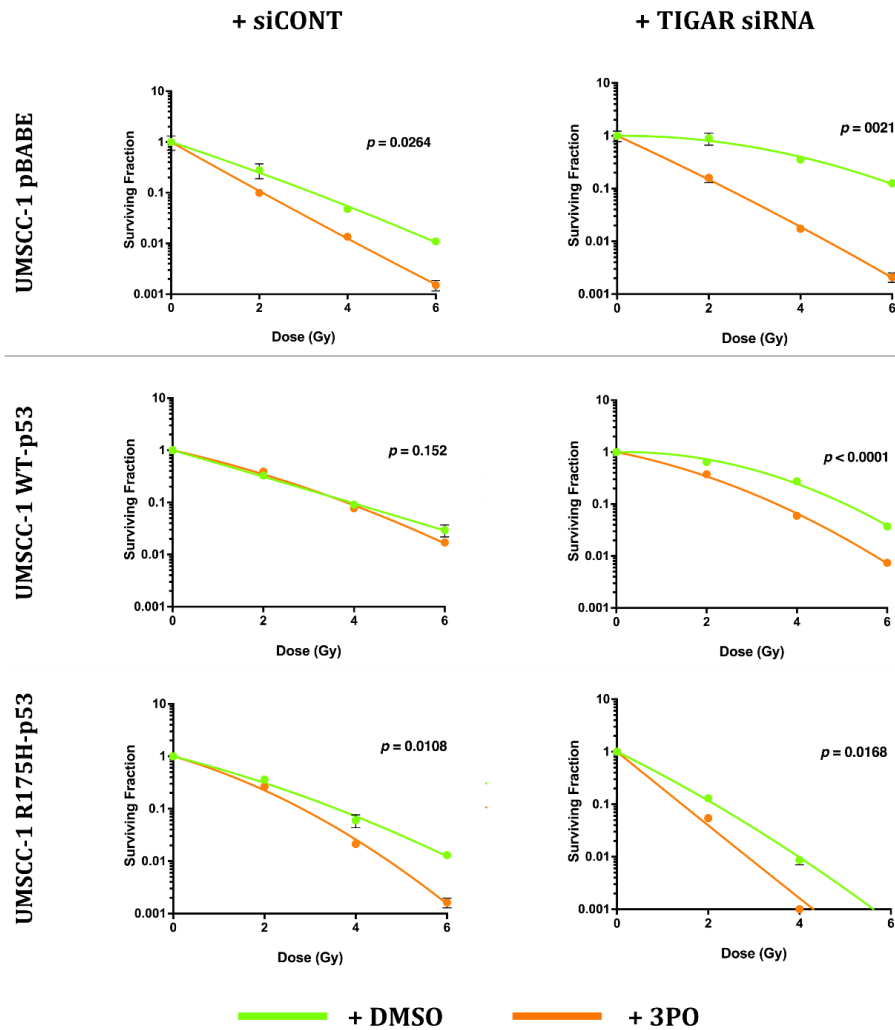 + siCONT
+ TIGAR siRNA
UMSCC-1 pBABE
Surviving Fraction
10
1
0.1
0.01
0.001
p = 0.0264
0 2 4 6
Dose (Gy)
Surviving Fraction
10
1
0.1
0.01
0.001
p = 0021
0 2 4 6
Dose (Gy)
UMSCC-1 WT-p53
Surviving Fraction
10
1
0.1
0.01
0.001
p = 0.152
0 2 4 6
Dose (Gy)
Surviving Fraction
10
1
0.1
0.01
0.001
p < 0.0001
0 2 4 6
Dose (Gy)
UMSCC-1 R175H-p53
Surviving Fraction
10
1
0.1
0.01
0.001
p = 0.0108
0 2 4 6
Dose (Gy)
Surviving Fraction
10
1
0.1
0.01
0.001
p = 0.0168
0 2 4 6
Dose (Gy)
+ DMSO
+ 3PO